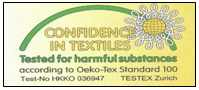 CONFIDENCE
IN TEXTILES
Tested for harmful substances
according to Oeko-Tex Standard 100
Test-No HKKO 036947 TESTEX Zurich